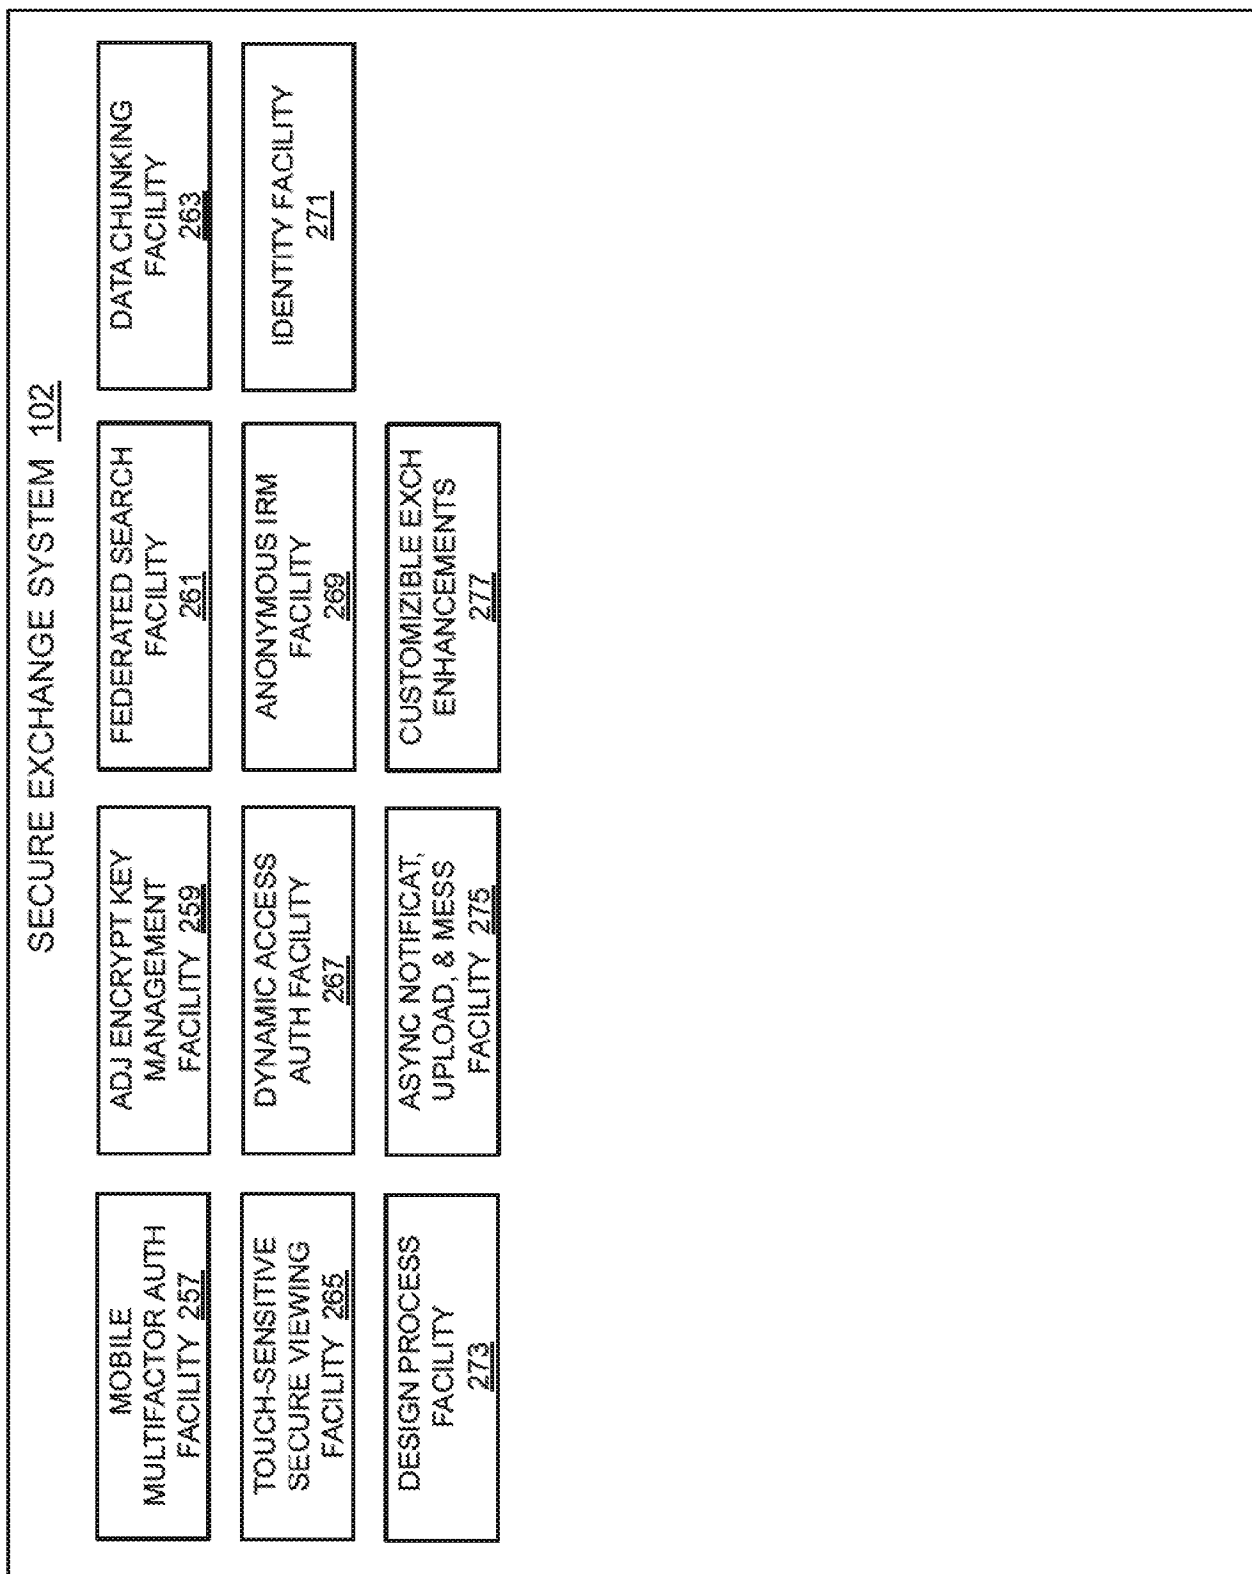 SECURE EXCHANGE SYSTEM 102
MOBILE
MULTIFACTOR AUTH
FACILITY 257
ADJ ENCRYPT KEY
MANAGEMENT
FACILITY 259
FEDERATED SEARCH
FACILITY
261
DATA CHUNKING
FACILITY
263
TOUCH-SENSITIVE
SECURE VIEWING
FACILITY 265
DYNAMIC ACCESS
AUTH FACILITY
267
ANONYMOUS IRM
FACILITY
269
IDENTITY FACILITY
271
DESIGN PROCESS
FACILITY
273
ASYNC NOTIFICAT,
UPLOAD, & MESS
FACILITY 275
CUSTOMIZIBLE EXCH
ENHANCEMENTS
277